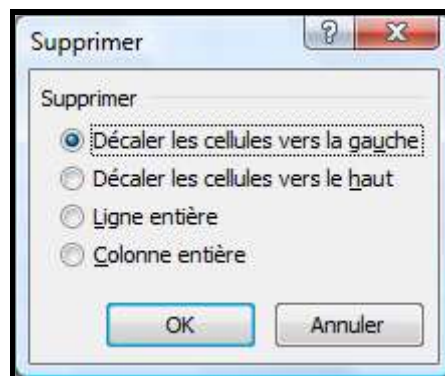 Supprimer
Supprimer
Décaler les cellules vers la gauche
Décaler les cellules vers le haut
Ligne entière
Colonne entière
OK
Annuler